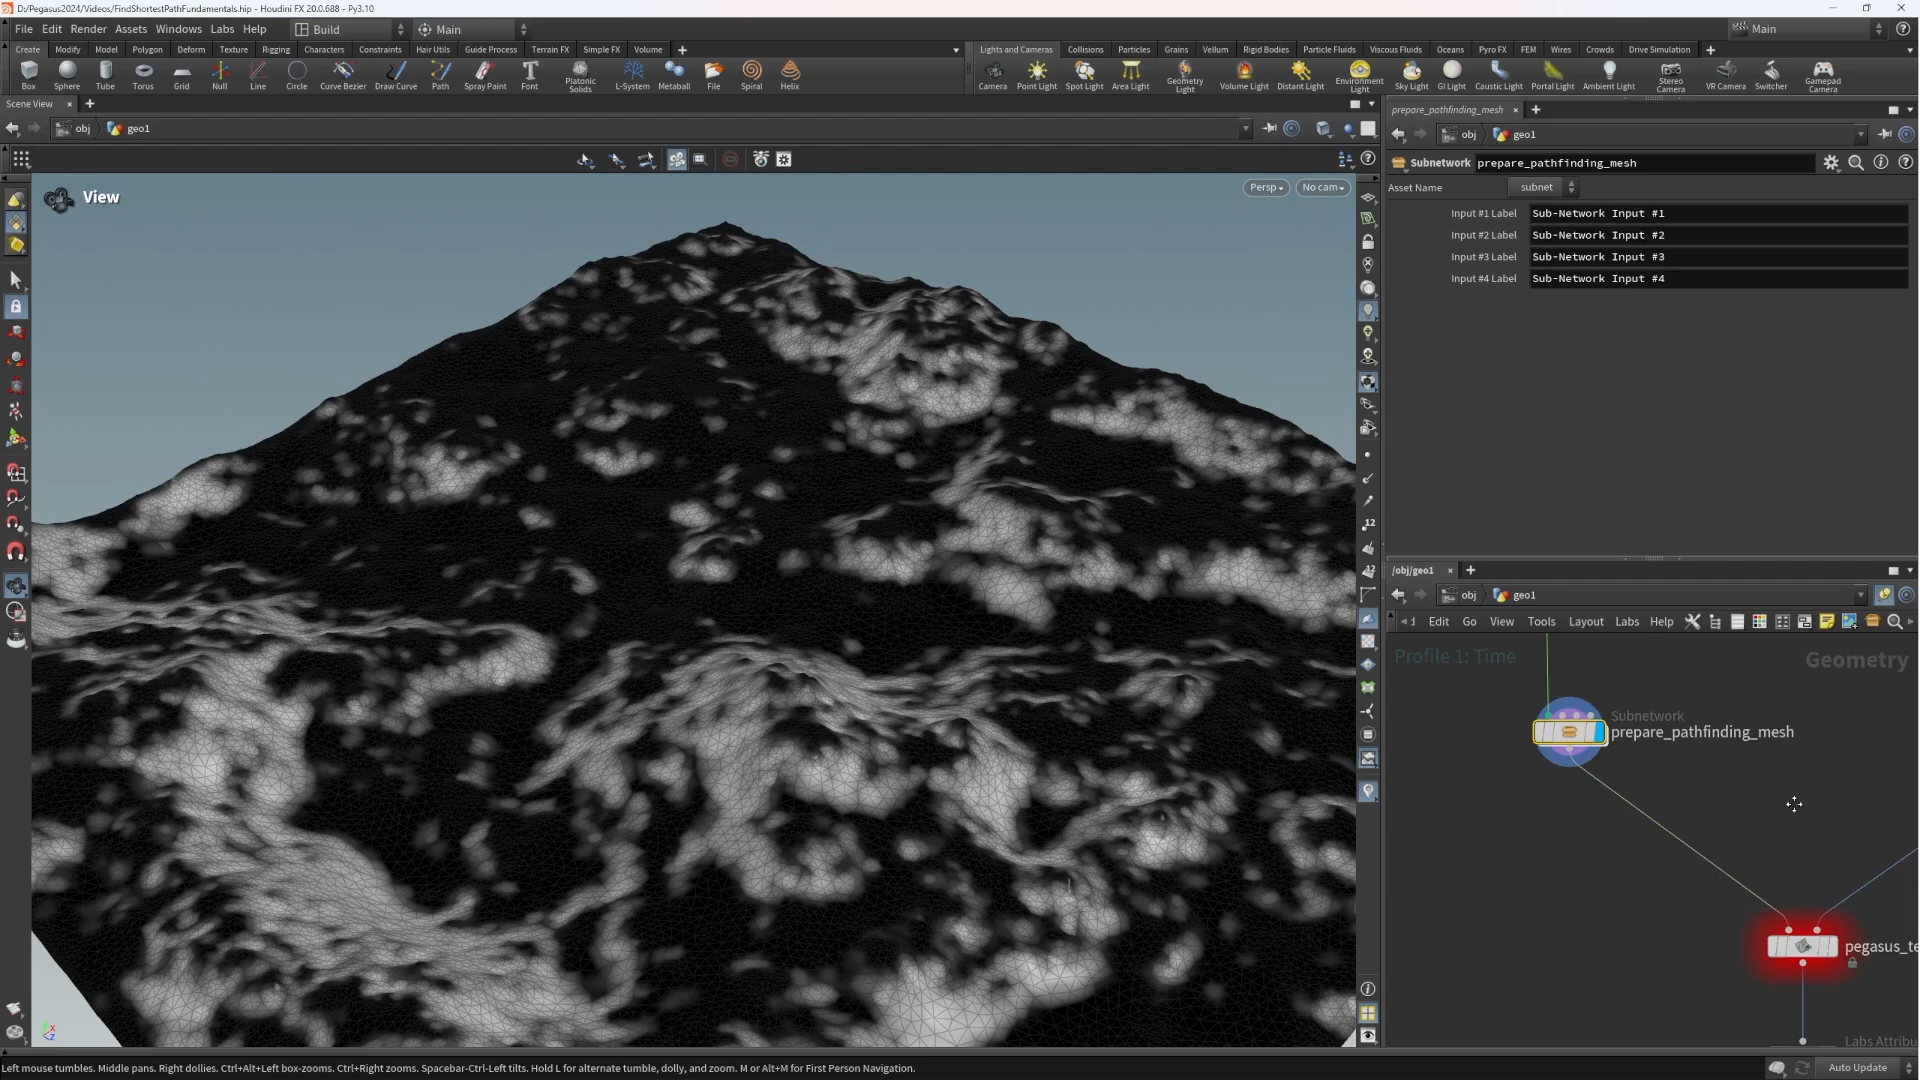 D:/Pegasus2024/Videos/FindShortestPathFundamentals.hip - Houdini FX 20.0.688 - Py3.10
File Edit Render Assets Windows Labs Help Build Main Main
Create Modify Model Polygon Deform Texture Rigging Characters Constraints Hair Utils Guide Process Terrain FX Simple FX Volume
Lights and Cameras Collisions Particles Grains Vellum Rigid Bodies Particle Fluids Viscous Fluids Oceans Pyro FX FEM Wires Crowds Drive Simulation
Box Sphere Tube Torus Grid Null Line Circle Curve Bezier Draw Curve Path Spray Paint Font Platonic Solids L-System Metaball File Spiral Helix
Camera Point Light Spot Light Area Light Geometry Light Volume Light Distant Light Environment Light Sky Light GI Light Caustic Light Portal Light Ambient Light Stereo Camera VR Camera Switcher Gamepad Camera
Scene View
obj geo1
View
Persp No cam
12
12
prepare_pathfinding_mesh
obj geo1
Subnetwork prepare_pathfinding_mesh
Asset Name subnet
Input #1 Label Sub-Network Input #1
Input #2 Label Sub-Network Input #2
Input #3 Label Sub-Network Input #3
Input #4 Label Sub-Network Input #4
/obj/geo1
obj geo1
Edit Go View Tools Layout Labs Help
Profile 1: Time Geometry
Subnetwork
prepare_pathfinding_mesh
pegasus_te
Labs Attribu
Left mouse tumbles. Middle pans. Right dollies. Ctrl+Alt+Left box-zooms. Ctrl+Right zooms. Spacebar-Ctrl-Left tilts. Hold L for alternate tumble, dolly, and zoom. M or Alt+M for First Person Navigation.
Auto Update